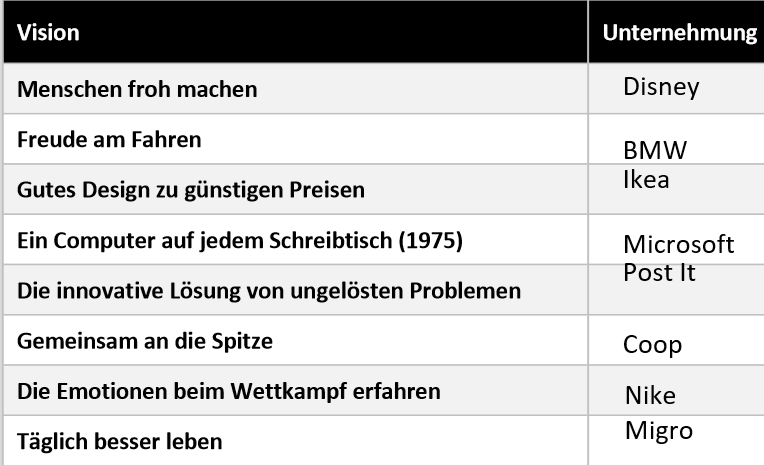 Vision Unternehmung
Menschen froh machen Disney
Freude am Fahren BMW
Gutes Design zu günstigen Preisen Ikea
Ein Computer auf jedem Schreibtisch (1975) Microsoft
Die innovative Lösung von ungelösten Problemen Post It
Gemeinsam an die Spitze Coop
Die Emotionen beim Wettkampf erfahren Nike
Täglich besser leben Migro